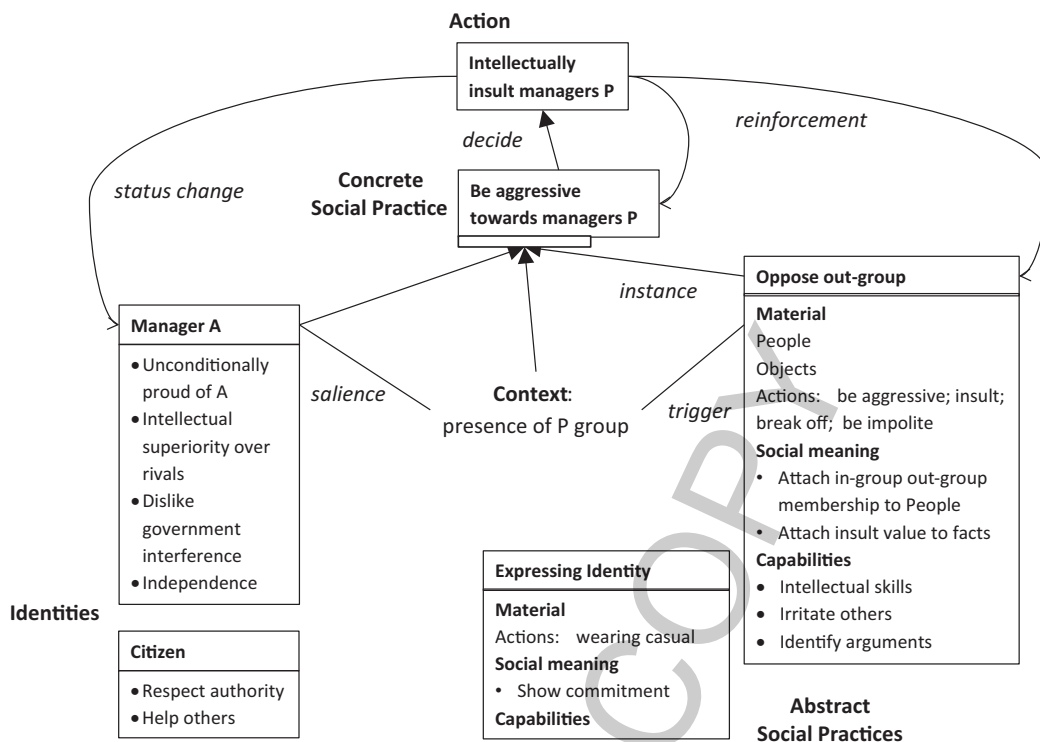 Action
Intellectually
insult managers P
decide
reinforcement
status change
Concrete
Social Practice
Be aggressive
towards managers P
instance
Manager A
• Unconditionally
proud of A
• Intellectual
superiority over
rivals
• Dislike
government
interference
• Independence
salience
Context:
presence of P group
trigger
Oppose out-group
Material
People
Objects
Actions: be aggressive; insult;
break off; be impolite
Social meaning
• Attach in-group out-group
membership to People
• Attach insult value to facts
Capabilities
• Intellectual skills
• Irritate others
• Identify arguments
Identities
Citizen
• Respect authority
• Help others
Expressing Identity
Material
Actions: wearing casual
Social meaning
• Show commitment
Capabilities
Abstract
Social Practices
COPY